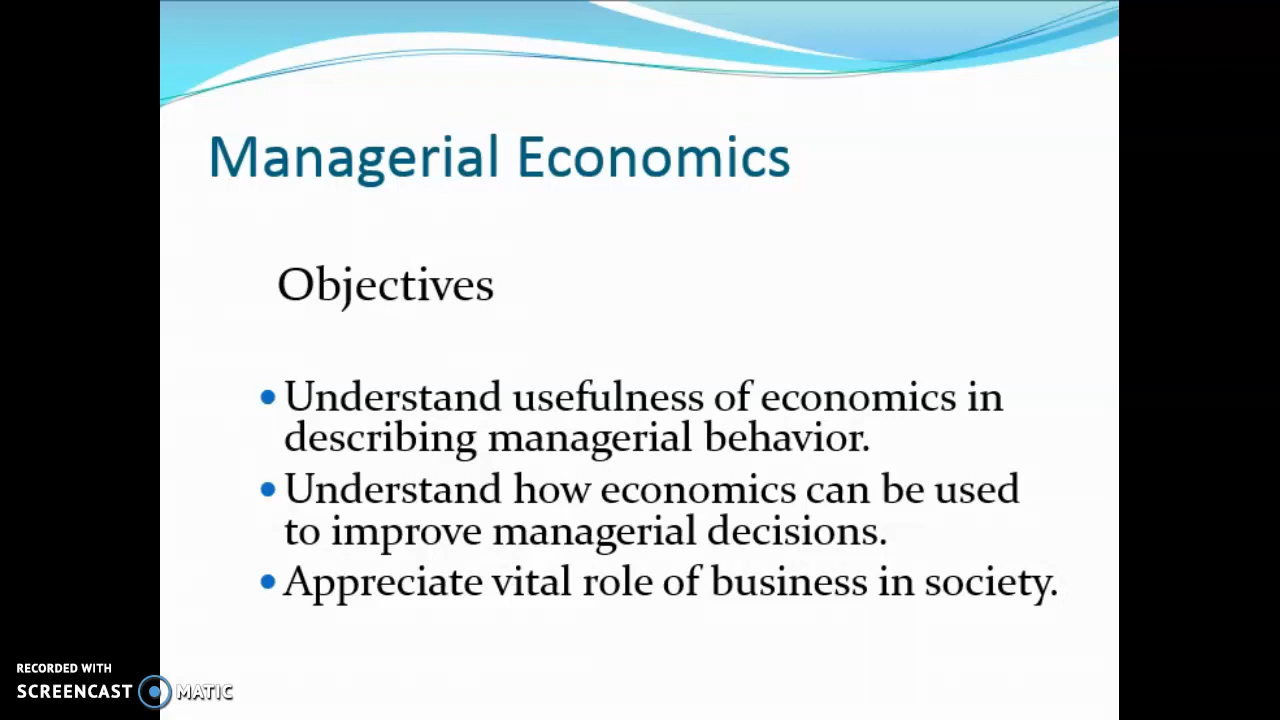 Managerial Economics
Objectives
• Understand usefulness of economics in
describing managerial behavior.
• Understand how economics can be used
to improve managerial decisions.
• Appreciate vital role of business in society.
RECORDED WITH
SCREENCAST MATIC